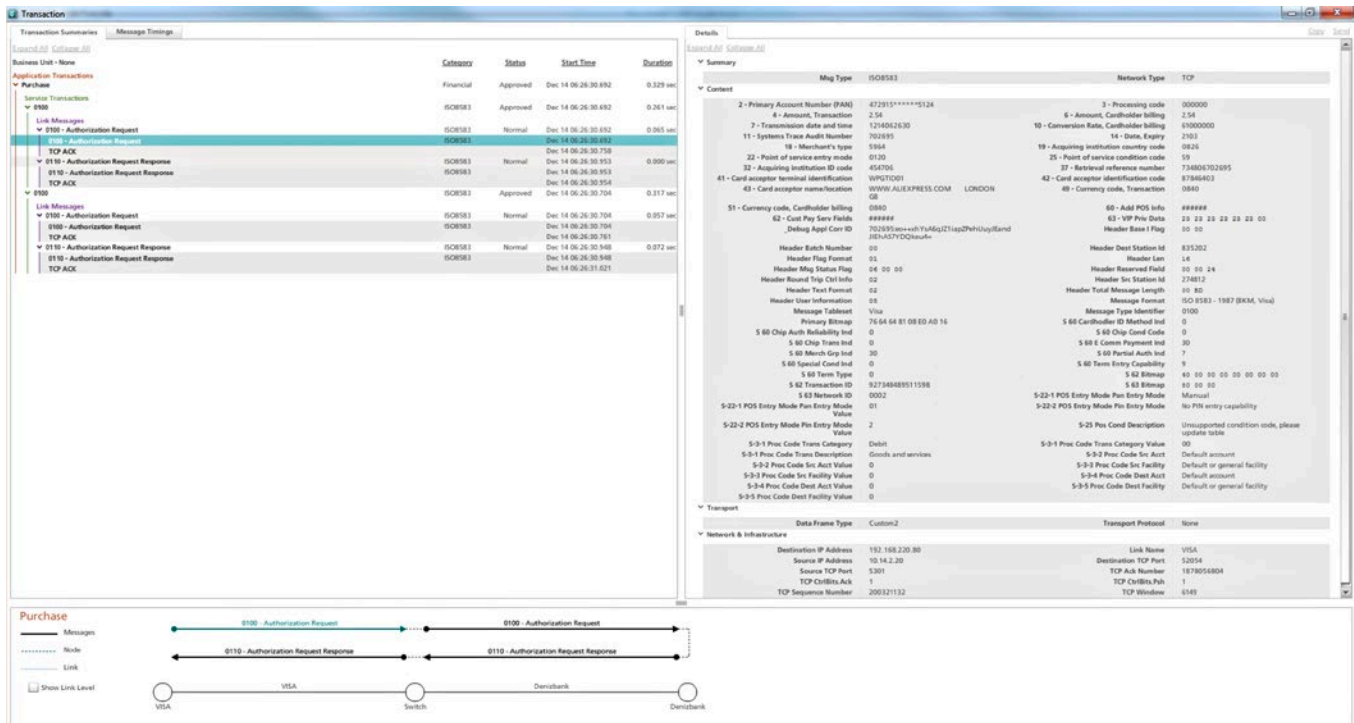 Transaction
Transaction Summaries Message Timings
Expand All Collapse All
Business Unit - None Category Status Start Time Duration
Application Transactions
Purchase Financial Approved Dec 14 06:26:30.692 0.329 sec
Service Transactions
0100 ISO8583 Approved Dec 14 06:26:30.692 0.261 sec
Link Messages
0100 - Authorization Request ISO8583 Normal Dec 14 06:26:30.692 0.065 sec
0100 - Authorization Request ISO8583 Dec 14 06:26:30.692
TCP ACK Dec 14 06:26:30.758
0110 - Authorization Request Response ISO8583 Normal Dec 14 06:26:30.953 0.000 sec
0110 - Authorization Request Response ISO8583 Dec 14 06:26:30.953
TCP ACK Dec 14 06:26:30.954
0100 ISO8583 Approved Dec 14 06:26:30.704 0.317 sec
Link Messages
0100 - Authorization Request ISO8583 Normal Dec 14 06:26:30.704 0.057 sec
0100 - Authorization Request ISO8583 Dec 14 06:26:30.704
TCP ACK Dec 14 06:26:30.761
0110 - Authorization Request Response ISO8583 Normal Dec 14 06:26:30.948 0.072 sec
0110 - Authorization Request Response ISO8583 Dec 14 06:26:30.948
TCP ACK Dec 14 06:26:31.021
Details Copy Send
Expand All Collapse All
Summary
Msg Type ISO8583 Network Type TCP
Content
2 - Primary Account Number (PAN) 472915******5124 3 - Processing code 000000
4 - Amount, Transaction 2.54 6 - Amount, Cardholder billing 2.54
7 - Transmission date and time 1214062630 10 - Conversion Rate, Cardholder billing 61000000
11 - Systems Trace Audit Number 702695 14 - Date, Expiry 2103
18 - Merchant's type 5964 19 - Acquiring institution country code 0826
22 - Point of service entry mode 0120 25 - Point of service condition code 59
32 - Acquiring institution ID code 454706 37 - Retrieval reference number 734806702695
41 - Card acceptor terminal identification WPGTID01 42 - Card acceptor identification code 87846403
43 - Card acceptor name/location WWW.ALIEXPRESS.COM LONDON 49 - Currency code, Transaction 0840
GB
51 - Currency code, Cardholder billing 0840 60 - Add POS Info ######
62 - Cust Pay Serv Fields ###### 63 - VIP Priv Data 23 23 23 23 23 23 00
_Debug Appl Corr ID Header Base I Flag 00 00
Header Batch Number 00 Header Dest Station Id 835202
Header Flag Format 01 Header Len 16
Header Msg Status Flag 04 00 00 Header Reserved Field 00 00 24
Header Round Trip Ctrl Info 02 Header Src Station Id 274812
Header Text Format 02 Header Total Message Length 00 BD
Header User Information 08 Message Format ISO 8583 - 1987 (BKM, Visa)
Message Tableset Visa Message Type Identifier 0100
Primary Bitmap 76 64 64 81 08 E0 A0 16 S 60 Cardhodler ID Method Ind 0
S 60 Chip Auth Reliability Ind 0 S 60 Chip Cond Code 0
S 60 Chip Trans Ind 0 S 60 E Comm Payment Ind 30
S 60 Merch Grp Ind 30 S 60 Partial Auth Ind 7
S 60 Special Cond Ind 0 S 60 Term Entry Capability 9
S 60 Term Type 0 S 62 Bitmap 40 00 00 00 00 00 00 00
S 62 Transaction ID 927348489511598 S 63 Bitmap 80 00 00
S 63 Network ID 0002 S-22-1 POS Entry Mode Pan Entry Mode Manual
S-22-1 POS Entry Mode Pan Entry Mode 01 S-22-2 POS Entry Mode Pin Entry Mode No PIN entry capability
Value
S-22-2 POS Entry Mode Pin Entry Mode 2 S-25 Pos Cond Description Unsupported condition code, please
Value update table
S-3-1 Proc Code Trans Category Debit S-3-1 Proc Code Trans Category Value 00
S-3-1 Proc Code Trans Description Goods and services S-3-2 Proc Code Src Acct Default account
S-3-2 Proc Code Src Acct Value 0 S-3-3 Proc Code Src Facility Default or general facility
S-3-3 Proc Code Src Facility Value 0 S-3-4 Proc Code Dest Acct Default account
S-3-4 Proc Code Dest Acct Value 0 S-3-5 Proc Code Dest Facility Default or general facility
S-3-5 Proc Code Dest Facility Value 0
Transport
Data Frame Type Custom2 Transport Protocol None
Network & Infrastructure
Destination IP Address 192.168.220.80 Link Name VISA
Source IP Address 10.14.2.20 Destination TCP Port 52054
Source TCP Port 5301 TCP Ack Number 1878056804
TCP CtrlBits.Ack 1 TCP CtrlBits.Psh 1
TCP Sequence Number 200321132 TCP Window 6149
Purchase
Messages 0100 - Authorization Request 0100 - Authorization Request
Node 0110 - Authorization Request Response 0110 - Authorization Request Response
Link
Show Link Level VISA Denizbank
VISA Switch Denizbank